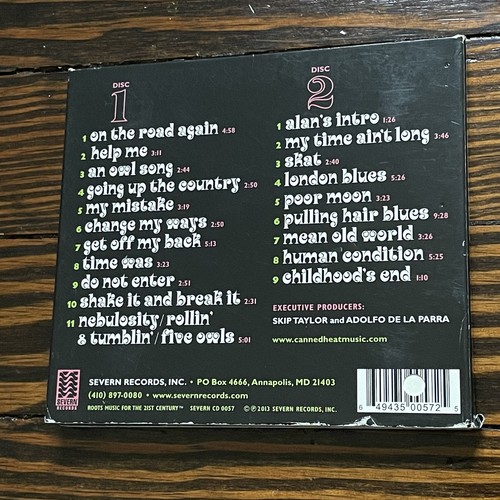 DISC
1
1 on the road again 4:58
2 help me 3:11
3 an owl song 2:44
4 going up the country 2:50
5 my mistake 3:19
6 change my ways 2:50
7 get off my back 5:13
8 time was 3:23
9 do not enter 2:51
10 shake it and break it 2:31
11 nebulosity/rollin'
& tumblin'/five owls 5:01
DISC
2
1 alan's intro 1:26
2 my time ain't long 3:46
3 skat 2:40
4 london blues 5:26
5 poor moon 3:23
6 pulling hair blues 9:28
7 mean old world 3:26
8 human condition 5:25
9 childhood's end 1:10
EXECUTIVE PRODUCERS:
SKIP TAYLOR and ADOLFO DE LA PARRA
www.cannedheatmusic.com
SEVERN
RECORDS
SEVERN RECORDS, INC. • PO Box 4666, Annapolis, MD 21403
(410) 897-0080 • www.severnrecords.com
ROOTS MUSIC FOR THE 21ST CENTURY™ SEVERN CD 0057 ©℗2013 SEVERN RECORDS, INC.
6 49435 00572 5